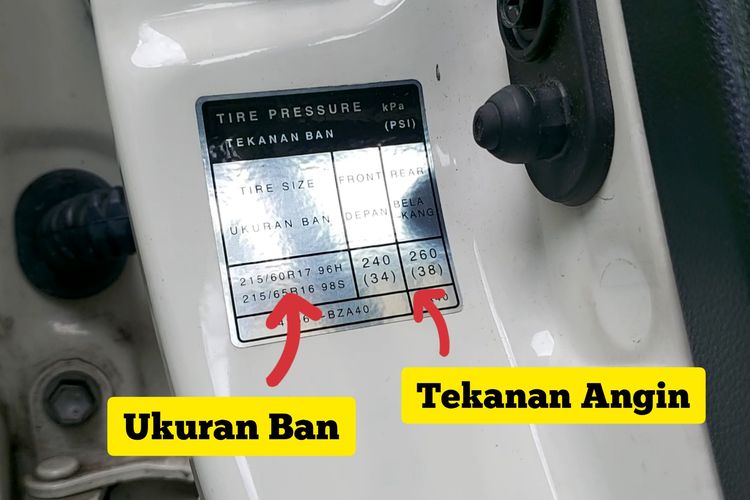 TIRE PRESSURE kPa
TEKANAN BAN (PSI)
TIRE SIZE FRONT REAR
UKURAN BAN DEPAN BELA
-KANG
215/60R17 96H 240 260
215/65R16 98S (34) (38)
-BZA40
Ukuran Ban
Tekanan Angin